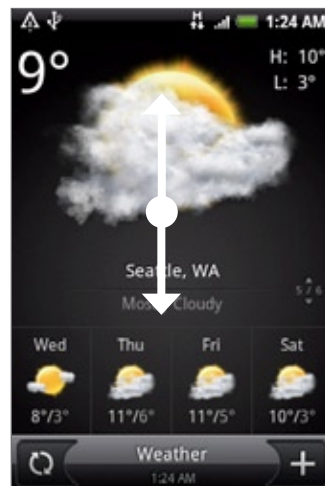 1:24 AM
9°
H: 10°
L: 3°
Seattle, WA
Mostly Cloudy
5 / 6
Wed Thu Fri Sat
8°/3° 11°/6° 11°/5° 10°/3°
Weather
1:24 AM